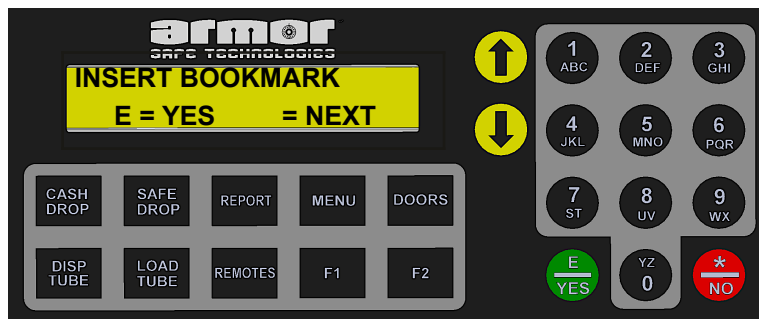 armor
SAFE TECHNOLOGIES
INSERT BOOKMARK
E = YES = NEXT
CASH DROP
SAFE DROP
REPORT
MENU
DOORS
DISP TUBE
LOAD TUBE
REMOTES
F1
F2
1
ABC
2
DEF
3
GHI
4
JKL
5
MNO
6
PQR
7
ST
8
UV
9
WX
E
YES
YZ
0
*
NO